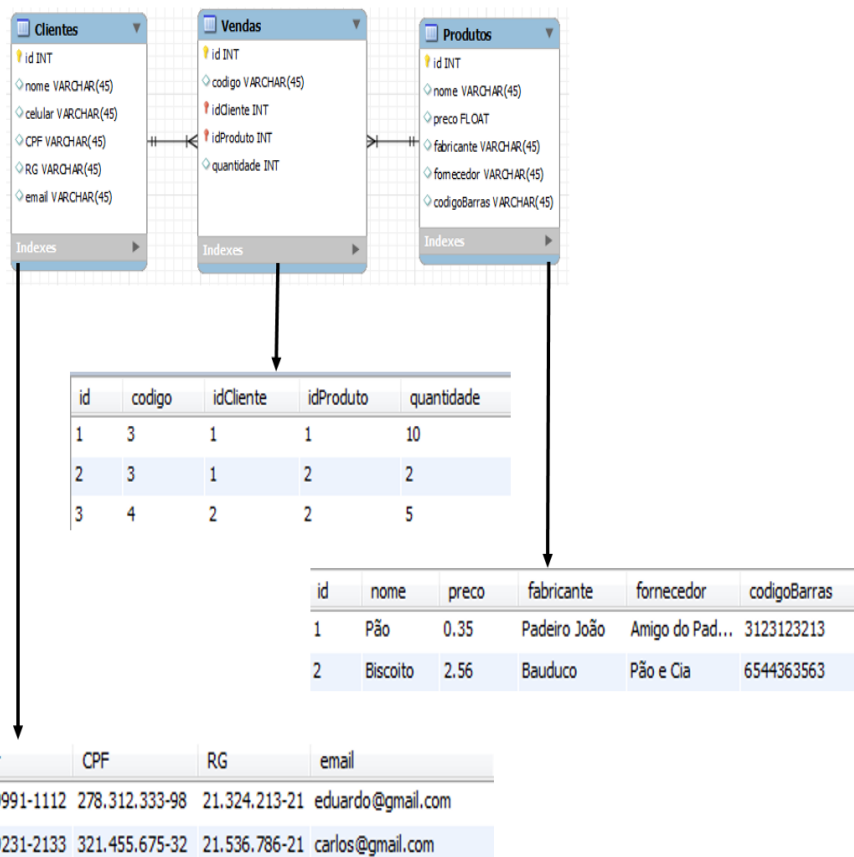 Clientes
id INT
nome VARCHAR(45)
celular VARCHAR(45)
CPF VARCHAR(45)
RG VARCHAR(45)
email VARCHAR(45)
Indexes
Vendas
id INT
codigo VARCHAR(45)
idCliente INT
idProduto INT
quantidade INT
Indexes
Produtos
id INT
nome VARCHAR(45)
preco FLOAT
fabricante VARCHAR(45)
fornecedor VARCHAR(45)
codigoBarras VARCHAR(45)
Indexes
id codigo idCliente idProduto quantidade
1 3 1 1 10
2 3 1 2 2
3 4 2 2 5
id nome preco fabricante fornecedor codigoBarras
1 Pão 0.35 Padeiro João Amigo do Pad... 3123123213
2 Biscoito 2.56 Bauduco Pão e Cia 6544363563
CPF RG email
991-1112 278.312.333-98 21.324.213-21 eduardo@gmail.com
231-2133 321.455.675-32 21.536.786-21 carlos@gmail.com